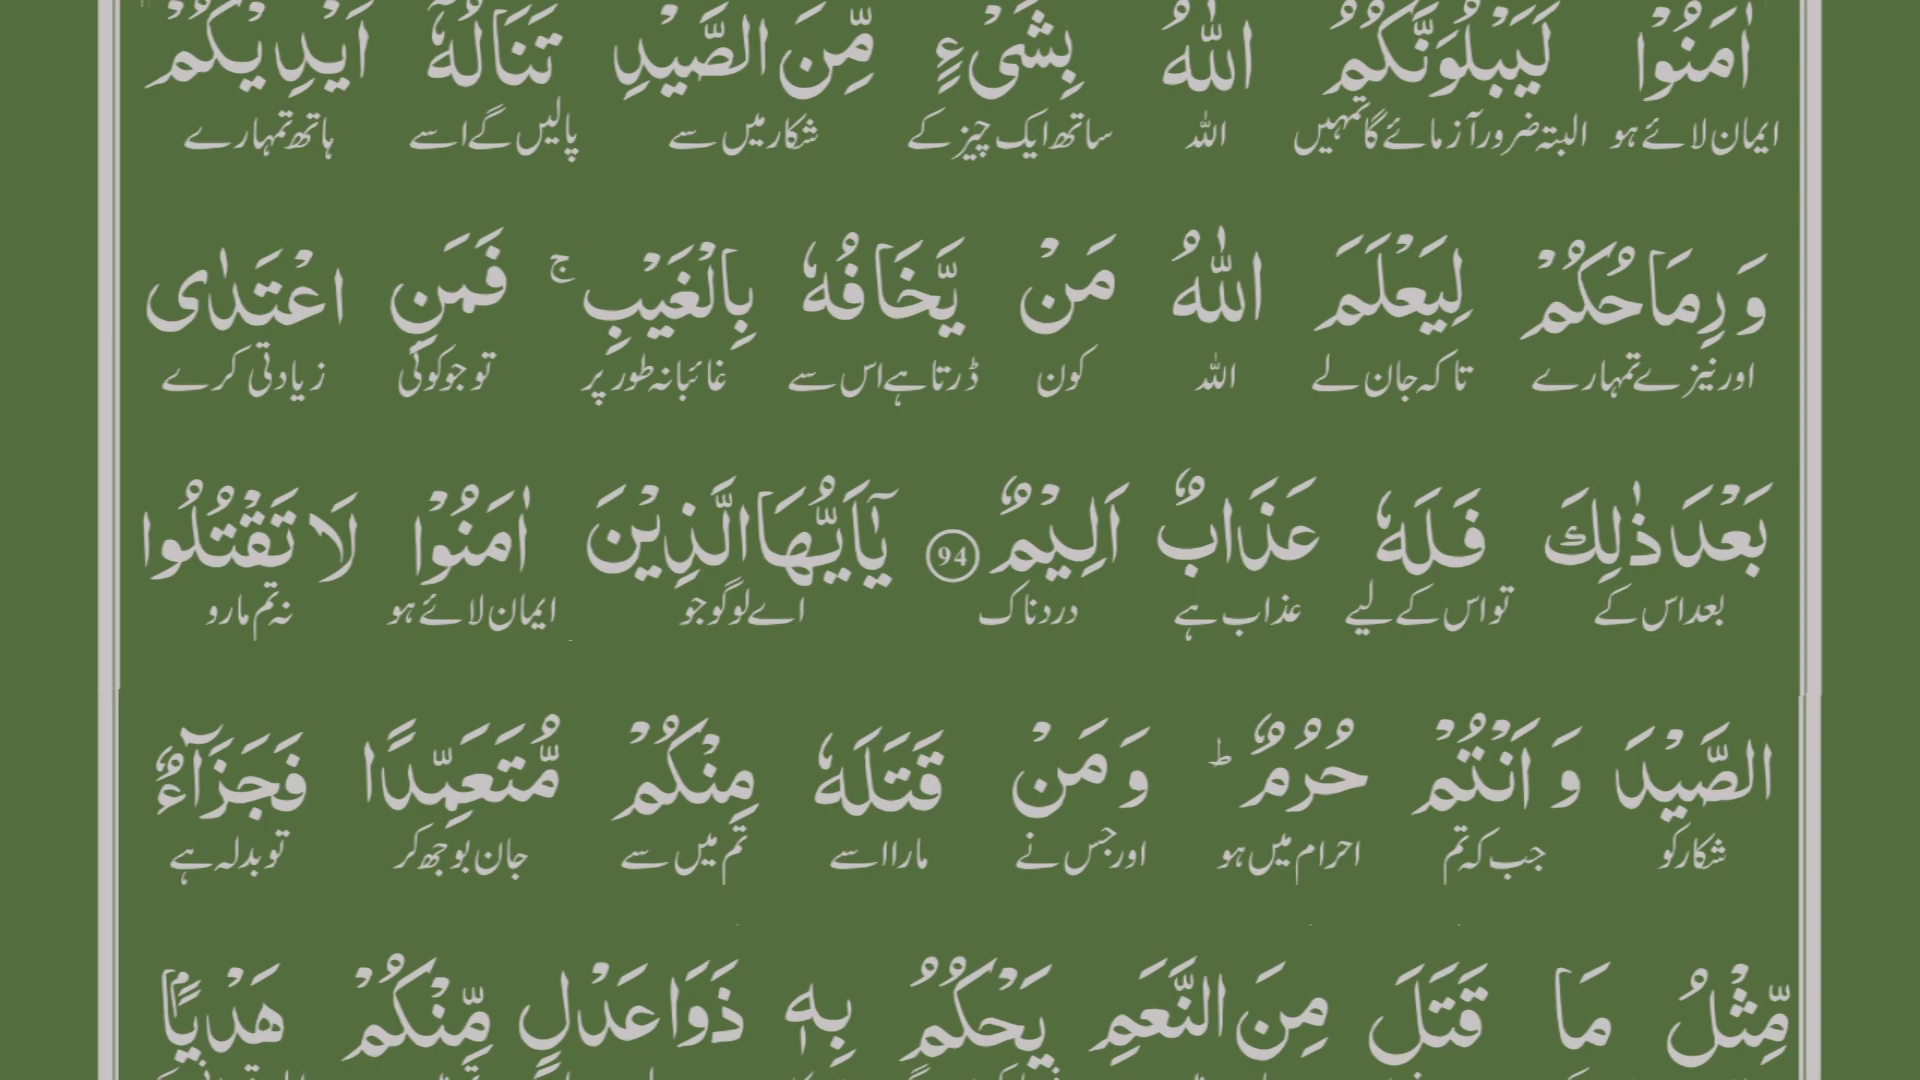 اٰمَنُوْا لَيَبْلُوَنَّكُمُ اللّٰهُ بِشَيْءٍ مِّنَ الصَّيْدِ تَنَالُهٗٓ اَيْدِيْكُمْ
ایمان لائے ہو البتہ ضرور آزمائے گا تمہیں اللہ ساتھ ایک چیز کے شکار میں سے پالیں گے اسے ہاتھ تمہارے
وَ رِمَاحُكُمْ لِيَعْلَمَ اللّٰهُ مَنْ يَّخَافُهٗ بِالْغَيْبِ ۚ فَمَنِ اعْتَدٰى
اور نیزے تمہارے تاکہ جان لے اللہ کون ڈرتا ہے اس سے غائبانہ طور پر تو جو کوئی زیادتی کرے
بَعْدَ ذٰلِكَ فَلَهٗ عَذَابٌ اَلِيْمٌ 94 يٰٓاَيُّهَا الَّذِيْنَ اٰمَنُوْا لَا تَقْتُلُوا
بعد اس کے تو اس کے لیے عذاب ہے دردناک اے لوگو جو ایمان لائے ہو نہ تم مارو
الصَّيْدَ وَ اَنْتُمْ حُرُمٌ ؕ وَ مَنْ قَتَلَهٗ مِنْكُمْ مُّتَعَمِّدًا فَجَزَآءٌ
شکار کو جب کہ تم احرام میں ہو اور جس نے مارا اسے تم میں سے جان بوجھ کر تو بدلہ ہے
مِّثْلُ مَا قَتَلَ مِنَ النَّعَمِ يَحْكُمُ بِهٖ ذَوَا عَدْلٍ مِّنْكُمْ هَدْيًۢا